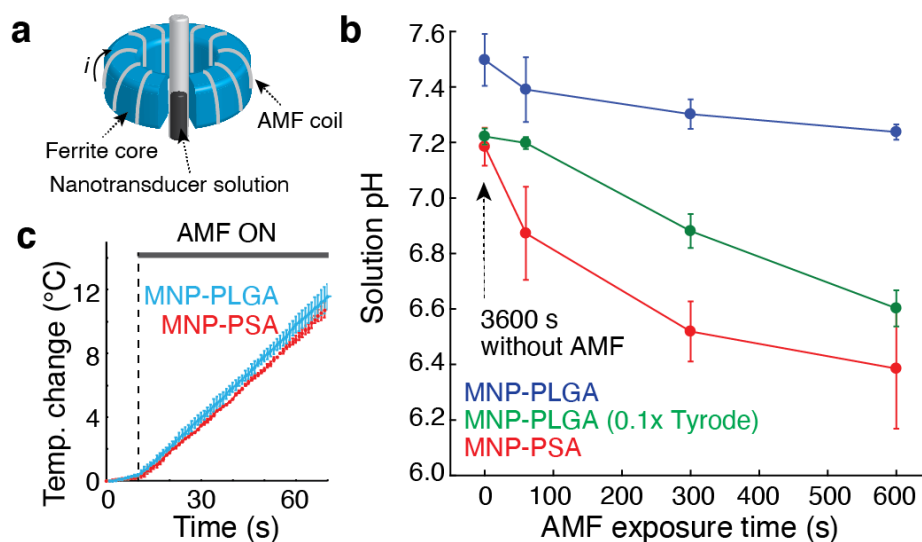 a
i
AMF coil
Ferrite core
Nanotransducer solution
b
7.6
7.4
7.2
7.0
6.8
6.6
6.4
6.2
6.0
Solution pH
3600 s
without AMF
MNP-PLGA
MNP-PLGA (0.1x Tyrode)
MNP-PSA
0
100
200
300
400
500
600
AMF exposure time (s)
c
AMF ON
MNP-PLGA
MNP-PSA
12
8
4
0
Temp. change (°C)
0
30
60
Time (s)